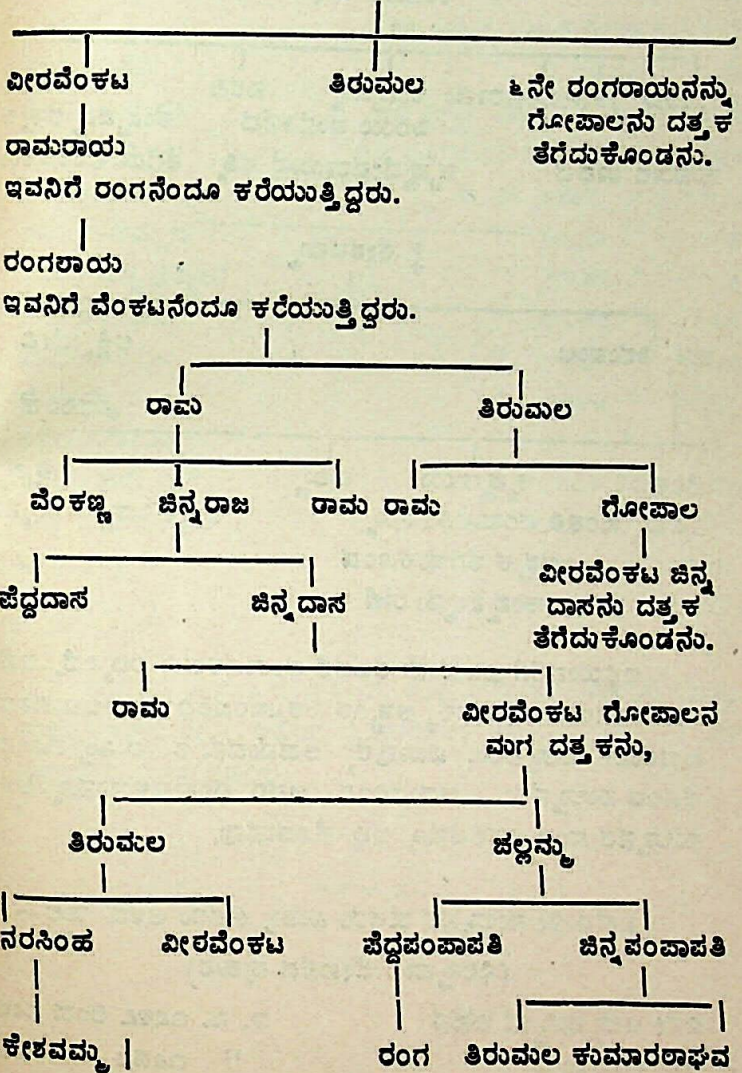 ವೀರವೆಂಕಟ ತಿರುಮಲ ೬ನೇ ರಂಗರಾಯನನ್ನು
ಗೋಪಾಲನು ದತ್ತಕ
ರಾಮರಾಯ ತೆಗೆದುಕೊಂಡನು.
ಇವನಿಗೆ ರಂಗನೆಂದೂ ಕರೆಯುತ್ತಿದ್ದರು.
ರಂಗಶಾಯ
ಇವನಿಗೆ ವೆಂಕಟನೆಂದೂ ಕರೆಯುತ್ತಿದ್ದರು.
ರಾಮ ತಿರುಮಲ
ವೆಂಕಣ್ಣ ಚಿನ್ನರಾಜ ರಾಮ ರಾಮ ಗೋಪಾಲ
ವೀರವೆಂಕಟ ಚಿನ್ನ
ಪೆದ್ದದಾಸ ಚಿನ್ನದಾಸ ದಾಸನು ದತ್ತಕ
ತೆಗೆದುಕೊಂಡನು.
ರಾಮ ವೀರವೆಂಕಟ ಗೋಪಾಲನ
ಮಗ ದತ್ತಕನು,
ತಿರುಮಲ ಚಲ್ಲಮ್ಮ
ನರಸಿಂಹ ವೀರವೆಂಕಟ ಪೆದ್ದಪಂಪಾಪತಿ ಚಿನ್ನಪಂಪಾಪತಿ
ಕೇಶವಮ್ಮ ರಂಗ ತಿರುಮಲ ಕುಮಾರರಾಘವ